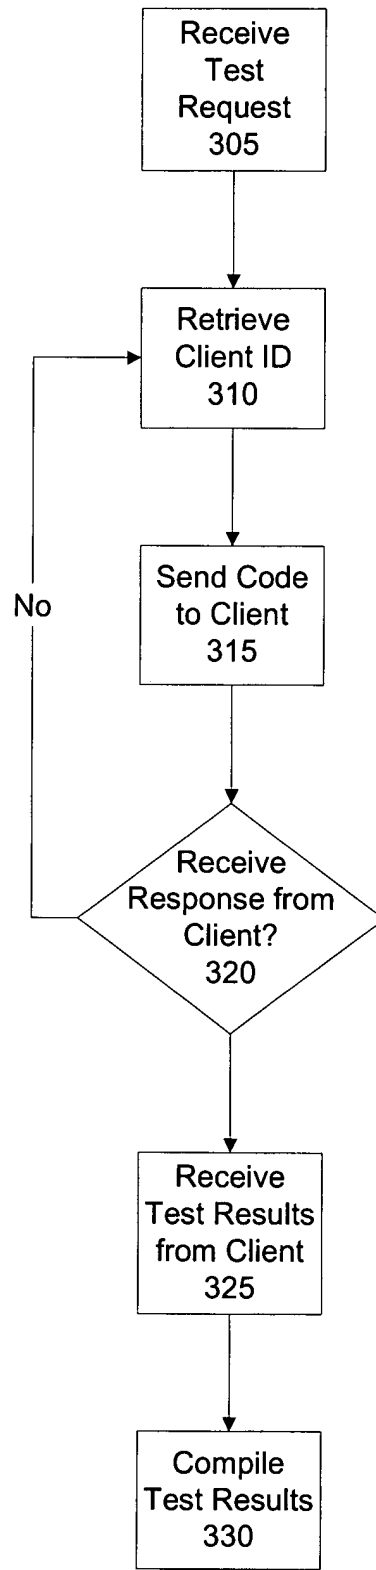 Receive
Test
Request
305
Retrieve
Client ID
310
Send Code
to Client
315
No
Receive
Response from
Client?
320
Receive
Test Results
from Client
325
Compile
Test Results
330